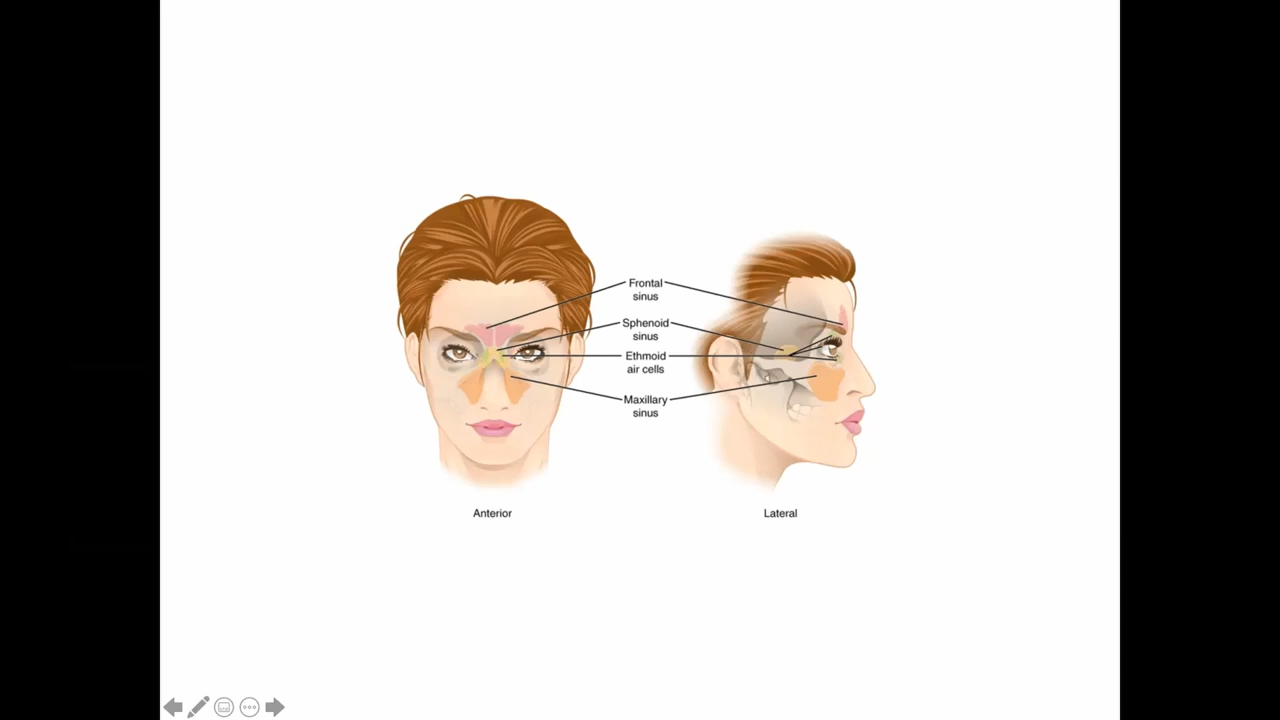 Frontal
sinus
Sphenoid
sinus
Ethmoid
air cells
Maxillary
sinus
Anterior
Lateral